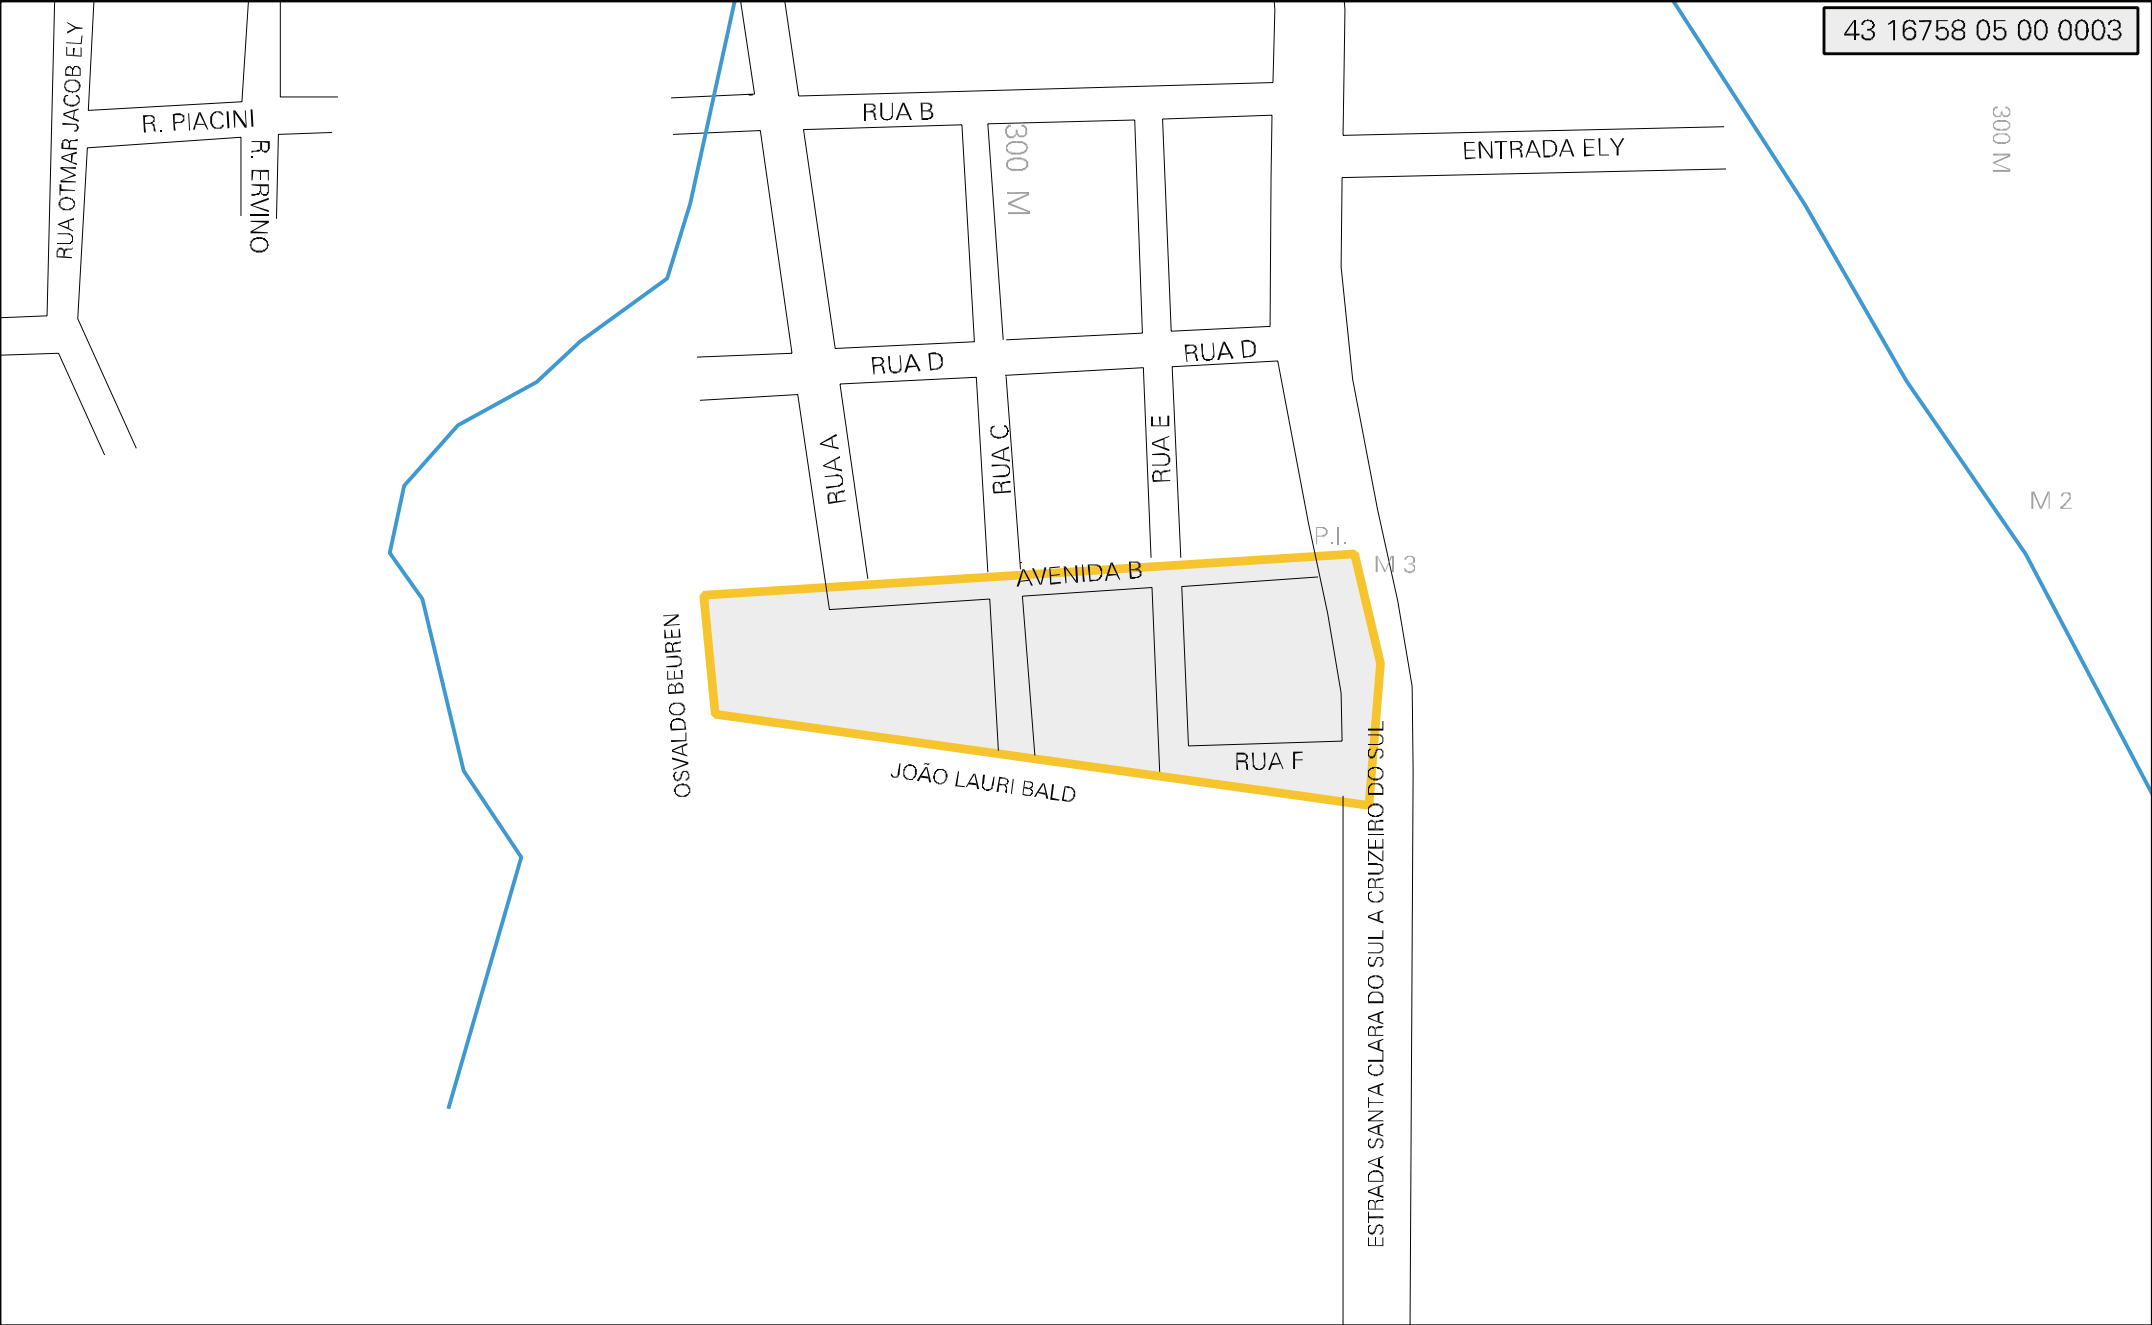 43 16758 05 00 0003
RUA OTMAR JACOB ELY
R. PIACINI
R. ERVINO
RUA B
300 M
ENTRADA ELY
300 M
RUA D
RUA D
RUA A
RUA C
RUA E
M 2
P.I.
M 3
AVENIDA B
OSVALDO BEUREN
JOÃO LAURI BALD
RUA F
ESTRADA SANTA CLARA DO SUL A CRUZEIRO DO SUL